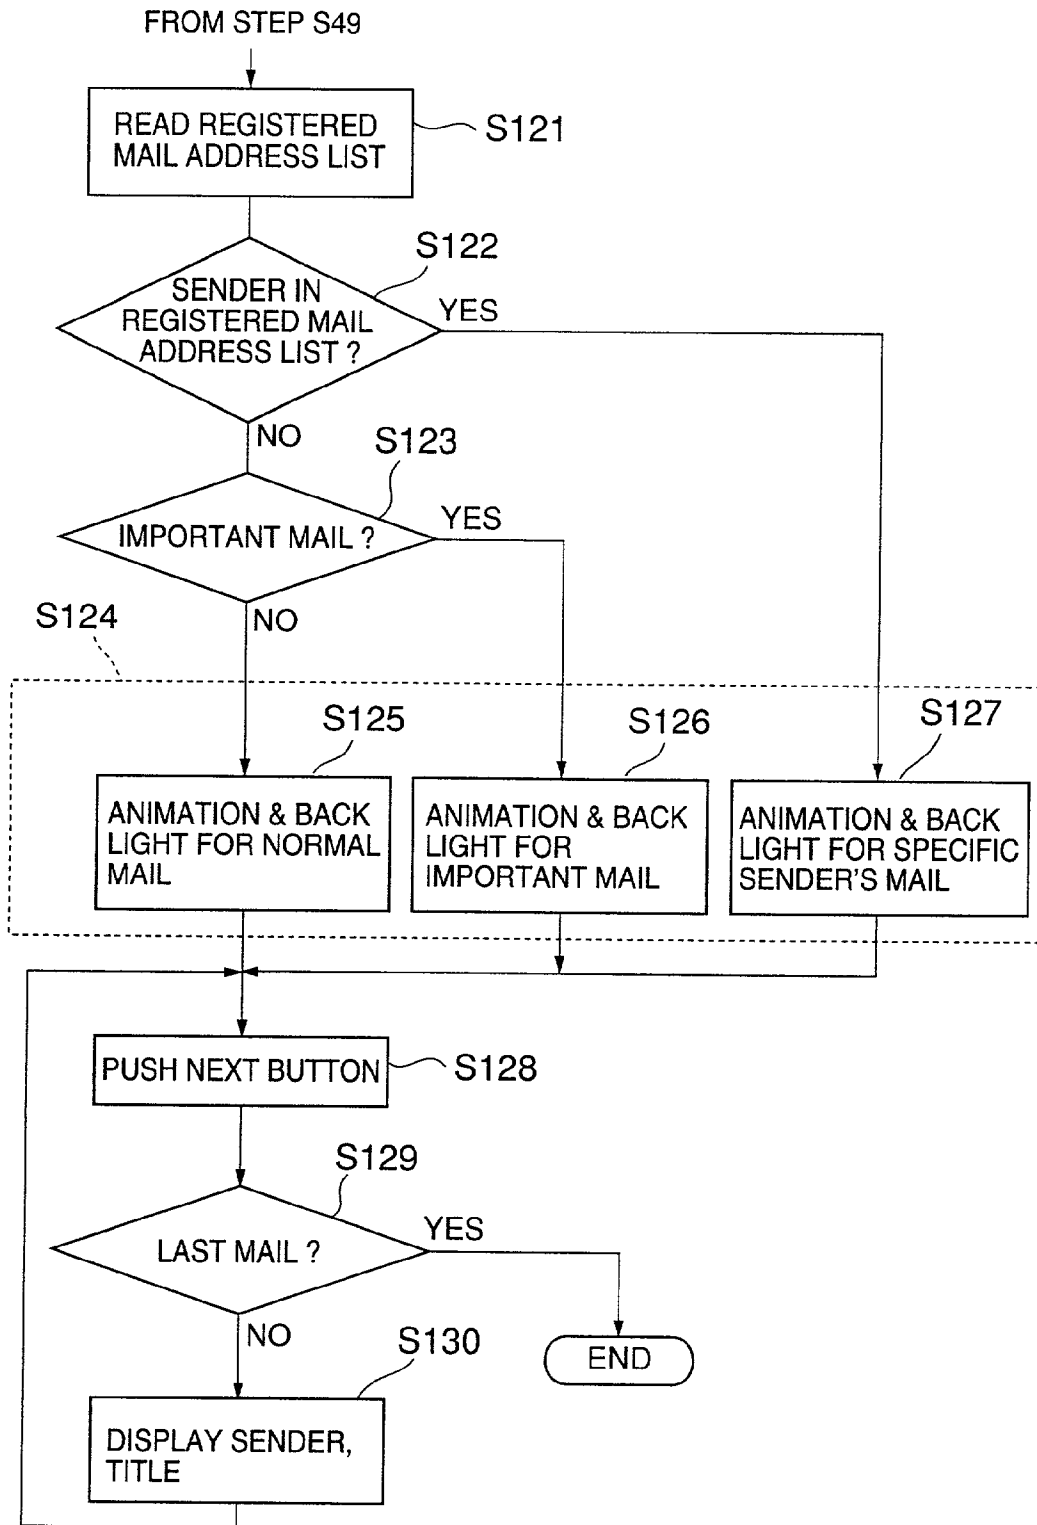 FROM STEP S49
READ REGISTERED
MAIL ADDRESS LIST
S121
S122
SENDER IN
REGISTERED MAIL
ADDRESS LIST ?
YES
NO
S123
IMPORTANT MAIL ?
YES
NO
S124
S125
S126
S127
ANIMATION & BACK
LIGHT FOR NORMAL
MAIL
ANIMATION & BACK
LIGHT FOR
IMPORTANT MAIL
ANIMATION & BACK
LIGHT FOR SPECIFIC
SENDER'S MAIL
PUSH NEXT BUTTON
S128
S129
LAST MAIL ?
YES
NO
END
S130
DISPLAY SENDER,
TITLE